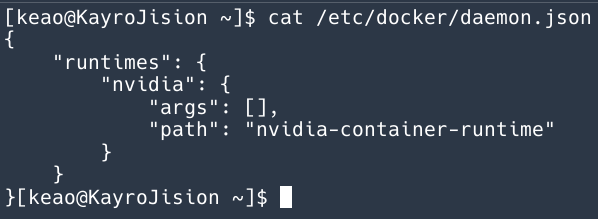 [keao@KayroJision ~]$ cat /etc/docker/daemon.json
{
    "runtimes": {
        "nvidia": {
            "args": [],
            "path": "nvidia-container-runtime"
        }
    }
}[keao@KayroJision ~]$